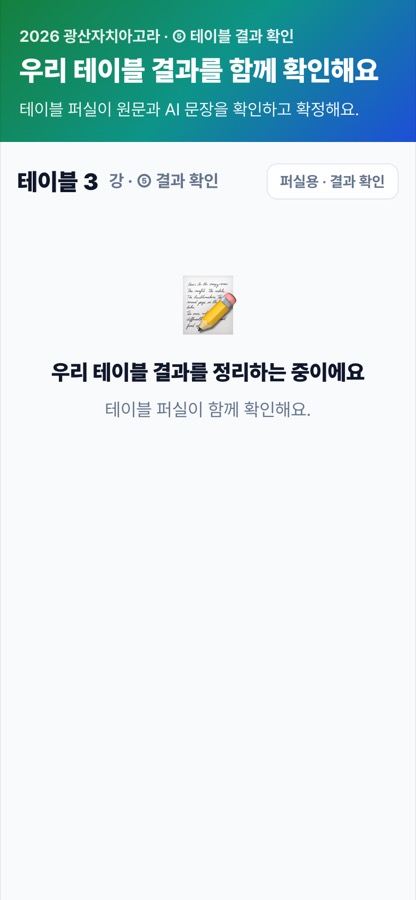 2026 광산자치아고라 · ⑤ 테이블 결과 확인
우리 테이블 결과를 함께 확인해요
테이블 퍼실이 원문과 AI 문장을 확인하고 확정해요.
테이블 3 강 · ⑤ 결과 확인
퍼실용 · 결과 확인
우리 테이블 결과를 정리하는 중이에요
테이블 퍼실이 함께 확인해요.